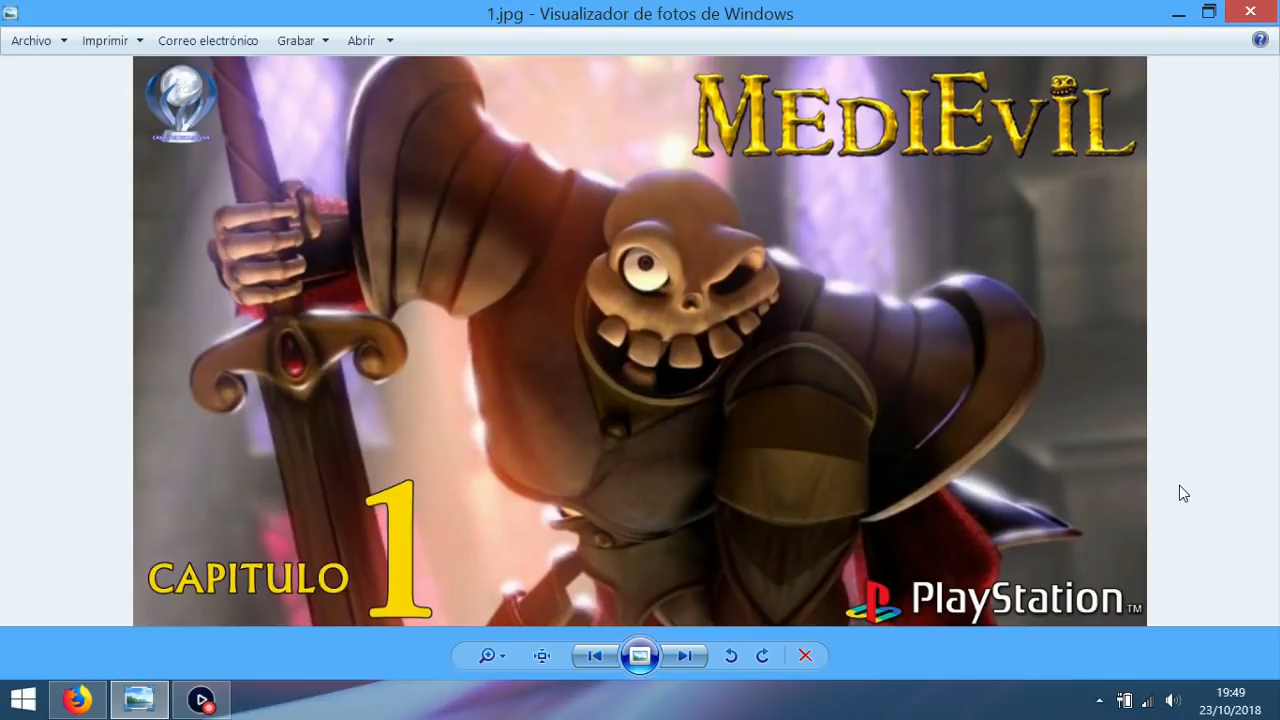 1.jpg - Visualizador de fotos de Windows
Archivo Imprimir Correo electrónico Grabar Abrir
MEDIEVIL
CAPITULO 1
PlayStation TM
19:49
23/10/2018